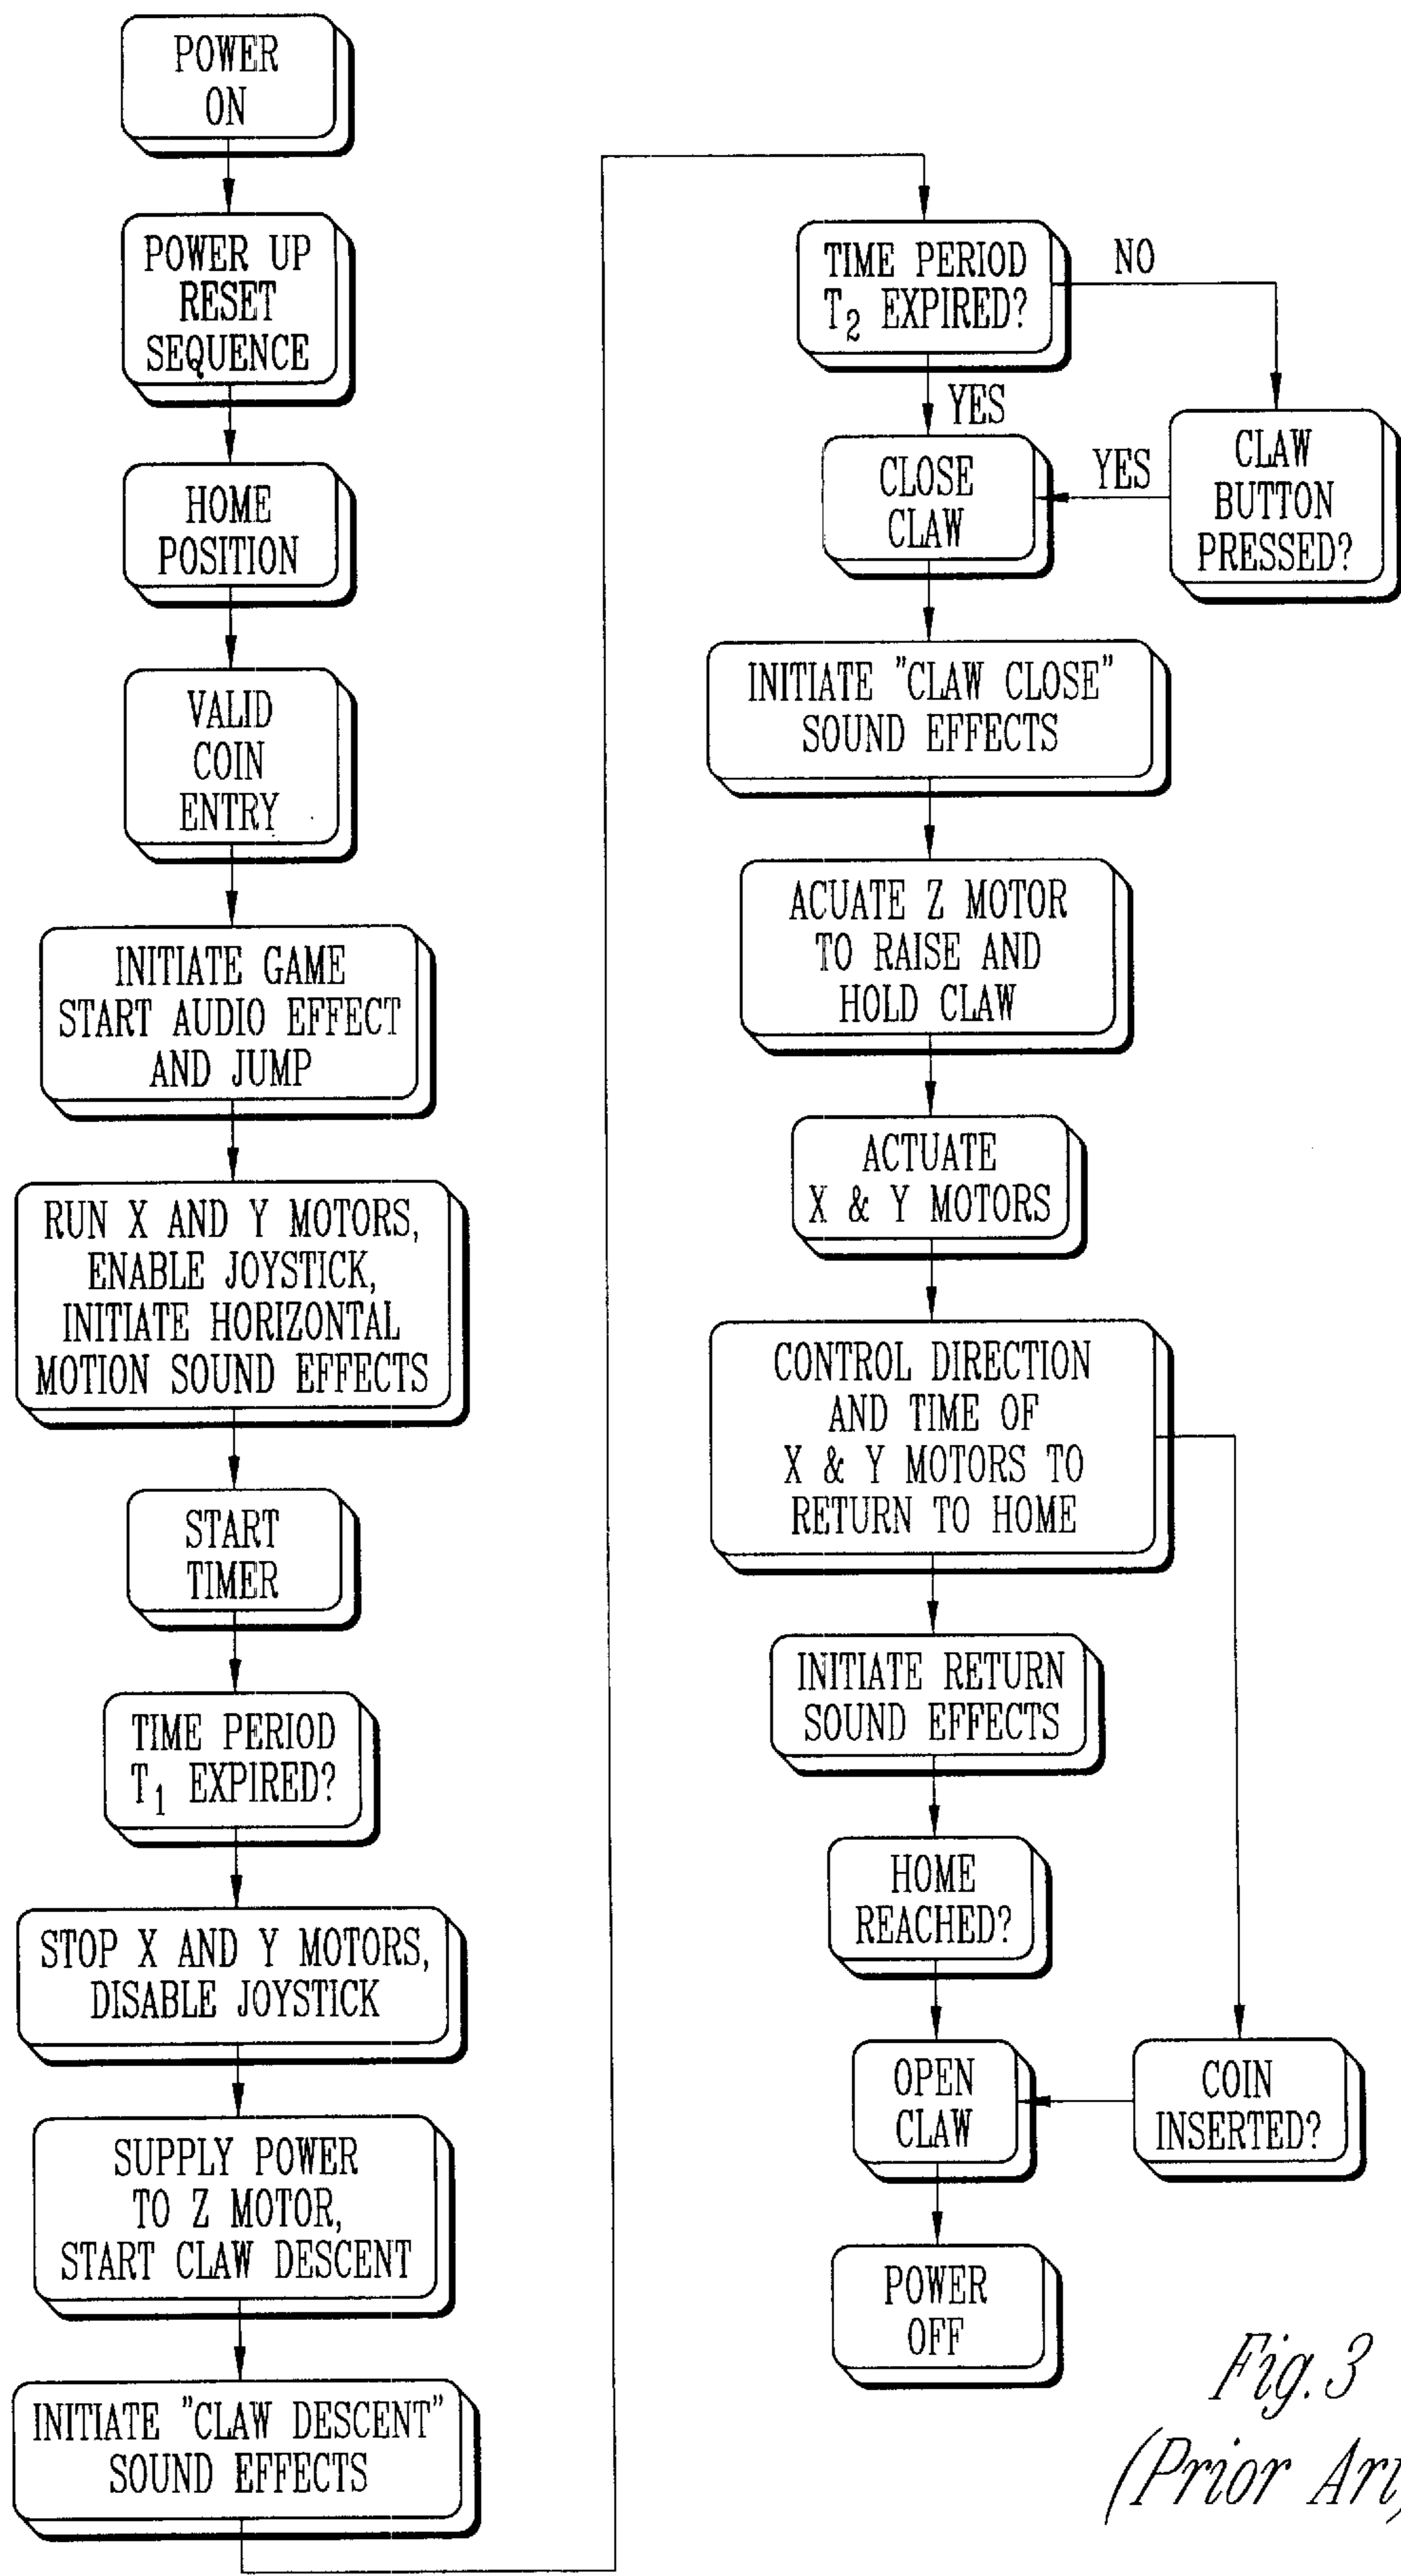 POWER
ON
POWER UP
RESET
SEQUENCE
HOME
POSITION
VALID
COIN
ENTRY
INITIATE GAME
START AUDIO EFFECT
AND JUMP
RUN X AND Y MOTORS,
ENABLE JOYSTICK,
INITIATE HORIZONTAL
MOTION SOUND EFFECTS
START
TIMER
TIME PERIOD
T1 EXPIRED?
STOP X AND Y MOTORS,
DISABLE JOYSTICK
SUPPLY POWER
TO Z MOTOR,
START CLAW DESCENT
INITIATE "CLAW DESCENT"
SOUND EFFECTS
TIME PERIOD
T2 EXPIRED?
NO
YES
CLAW
BUTTON
PRESSED?
YES
CLOSE
CLAW
INITIATE "CLAW CLOSE"
SOUND EFFECTS
ACUATE Z MOTOR
TO RAISE AND
HOLD CLAW
ACTUATE
X & Y MOTORS
CONTROL DIRECTION
AND TIME OF
X & Y MOTORS TO
RETURN TO HOME
INITIATE RETURN
SOUND EFFECTS
HOME
REACHED?
OPEN
CLAW
COIN
INSERTED?
POWER
OFF
Fig. 3
(Prior Art)